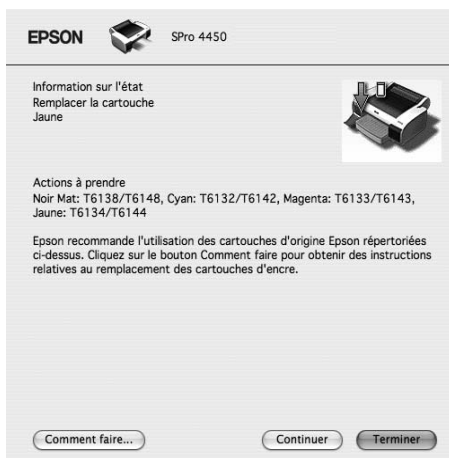 EPSON SPro 4450
Information sur l'état
Remplacer la cartouche
Jaune
Actions à prendre
Noir Mat: T6138/T6148, Cyan: T6132/T6142, Magenta: T6133/T6143,
Jaune: T6134/T6144
Epson recommande l'utilisation des cartouches d'origine Epson répertoriées
ci-dessus. Cliquez sur le bouton Comment faire pour obtenir des instructions
relatives au remplacement des cartouches d'encre.
Comment faire... Continuer Terminer